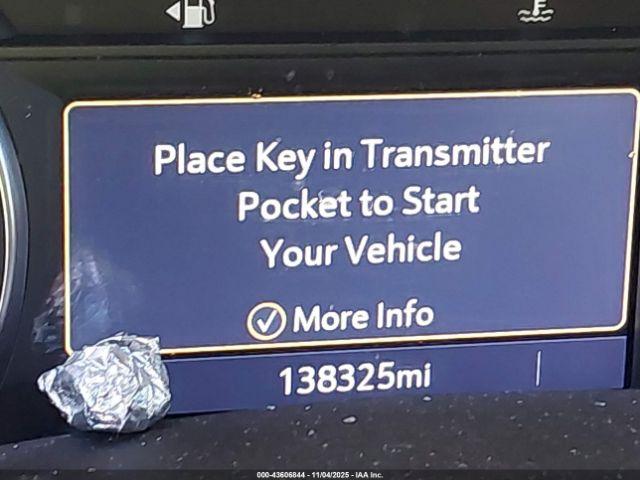 Place Key in Transmitter
Pocket to Start
Your Vehicle
More Info
138325mi
000-43606844 - 11/04/2025 - IAA Inc.